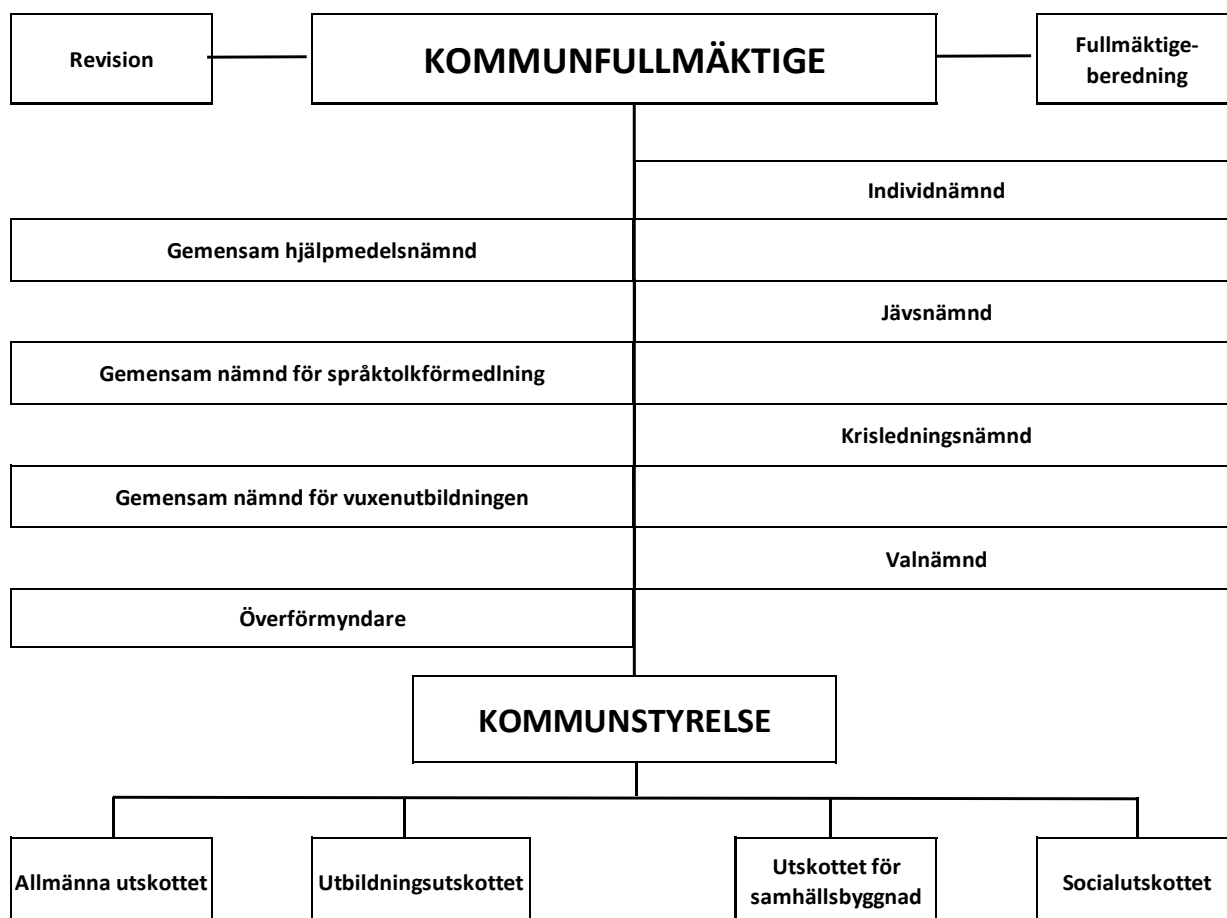 Revision
KOMMUNFULLMÄKTIGE
Fullmäktige-
beredning
Individnämnd
Gemensam hjälpmedelsnämnd
Jävsnämnd
Gemensam nämnd för språktolkförmedlning
Krisledningsnämnd
Gemensam nämnd för vuxenutbildningen
Valnämnd
Överförmyndare
KOMMUNSTYRELSE
Allmänna utskottet
Utbildningsutskottet
Utskottet för
samhällsbyggnad
Socialutskottet